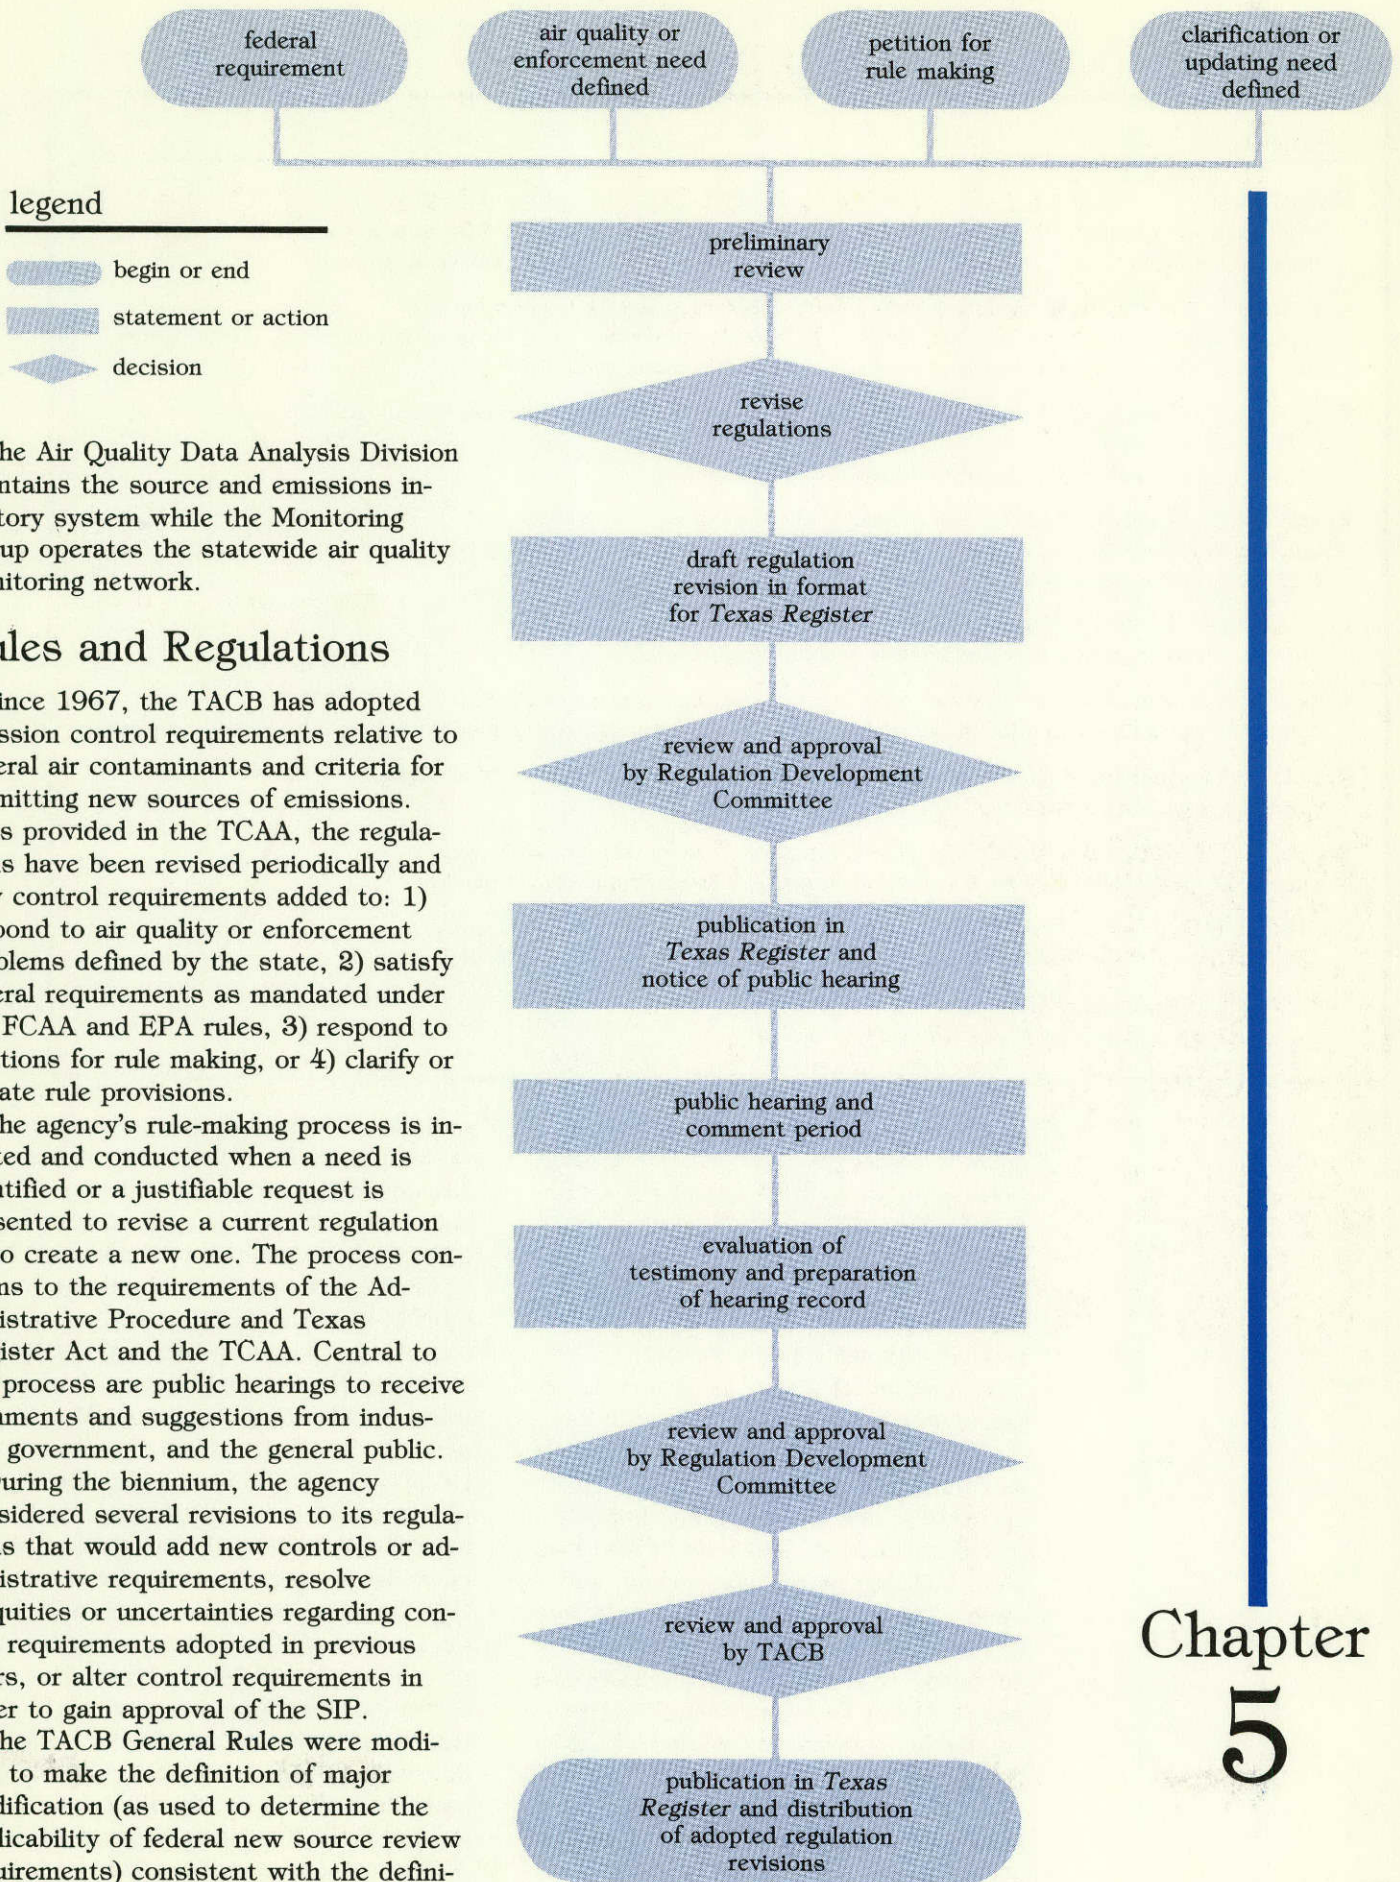 federal
requirement
air quality or
enforcement need
defined
petition for
rule making
clarification or
updating need
defined
legend
begin or end
statement or action
decision
preliminary
review
revise
regulations
draft regulation
revision in format
for Texas Register
review and approval
by Regulation Development
Committee
publication in
Texas Register and
notice of public hearing
public hearing and
comment period
evaluation of
testimony and preparation
of hearing record
review and approval
by Regulation Development
Committee
review and approval
by TACB
publication in Texas
Register and distribution
of adopted regulation
revisions
he Air Quality Data Analysis Division
ntains the source and emissions in-
tory system while the Monitoring
up operates the statewide air quality
nitoring network.
ules and Regulations
ince 1967, the TACB has adopted
ssion control requirements relative to
eral air contaminants and criteria for
mitting new sources of emissions.
s provided in the TCAA, the regula-
s have been revised periodically and
control requirements added to: 1)
pond to air quality or enforcement
blems defined by the state, 2) satisfy
eral requirements as mandated under
FCAA and EPA rules, 3) respond to
tions for rule making, or 4) clarify or
ate rule provisions.
he agency's rule-making process is in-
ted and conducted when a need is
ntified or a justifiable request is
sented to revise a current regulation
o create a new one. The process con-
ns to the requirements of the Ad-
istrative Procedure and Texas
ister Act and the TCAA. Central to
process are public hearings to receive
ments and suggestions from indus-
government, and the general public.
uring the biennium, the agency
sidered several revisions to its regula-
s that would add new controls or ad-
istrative requirements, resolve
quities or uncertainties regarding con-
requirements adopted in previous
rs, or alter control requirements in
er to gain approval of the SIP.
he TACB General Rules were modi-
to make the definition of major
dification (as used to determine the
licability of federal new source review
uirements) consistent with the defini-
Chapter
5